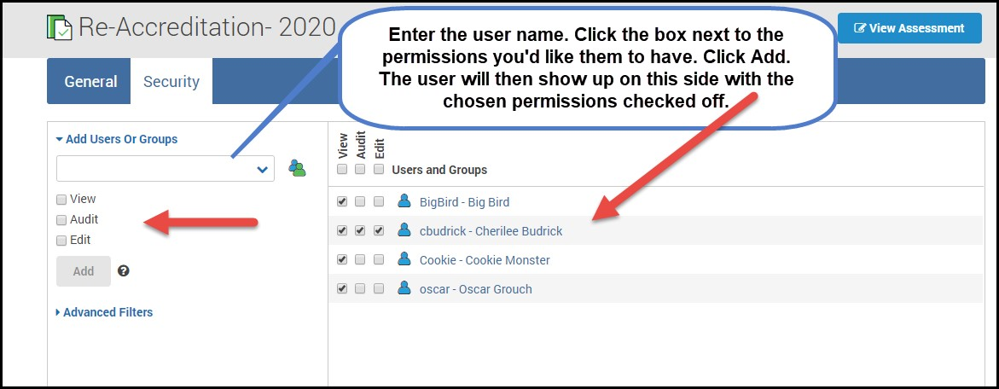 Re-Accreditation- 2020
Enter the user name. Click the box next to the
permissions you'd like them to have. Click Add.
The user will then show up on this side with the
chosen permissions checked off.
View Assessment
General
Security
Add Users Or Groups
View
Audit
Edit
Add
Advanced Filters
View
Audit
Edit
Users and Groups
BigBird - Big Bird
cbudrick - Cherilee Budrick
Cookie - Cookie Monster
oscar - Oscar Grouch